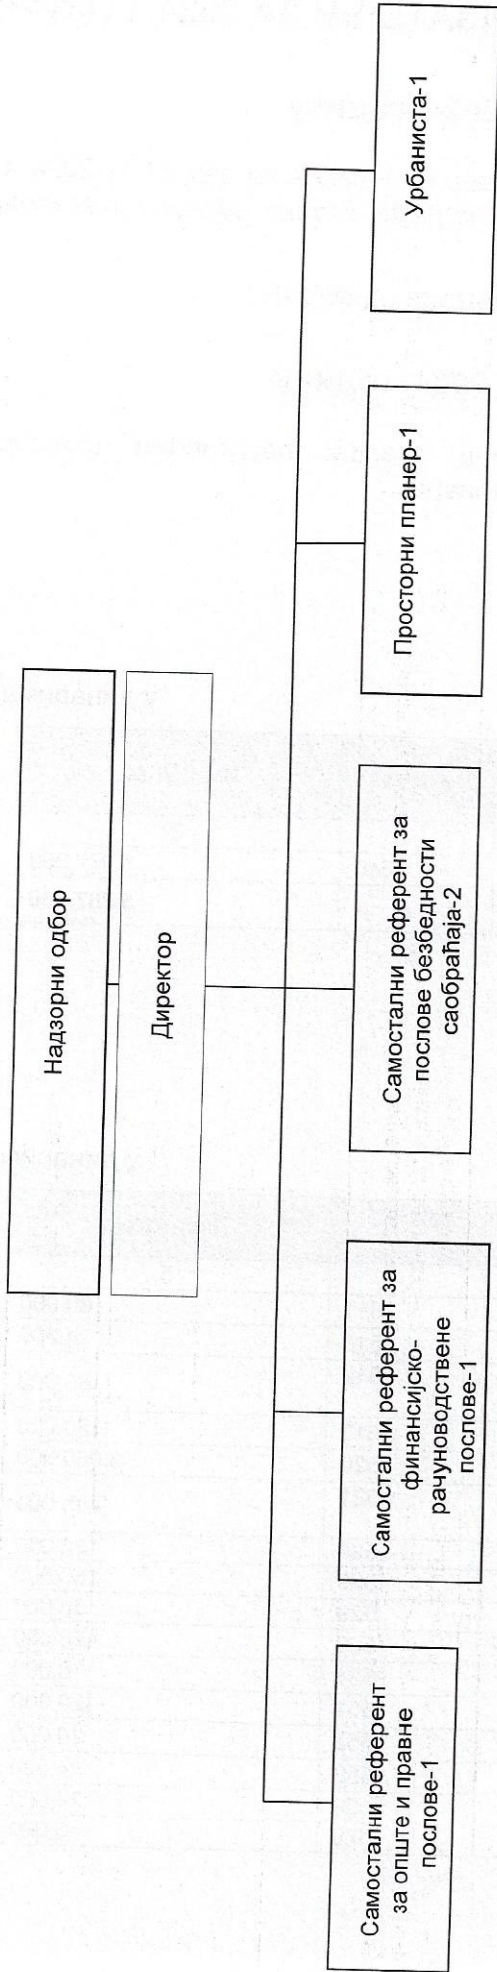 Надзорни одбор
Директор
Самостални референт
за опште и правне
послове-1
Самостални референт за
финансијско-
рачуноводствене
послове-1
Самостални референт за
послове безбедности
саобраћаја-2
Просторни планер-1
Урбаниста-1